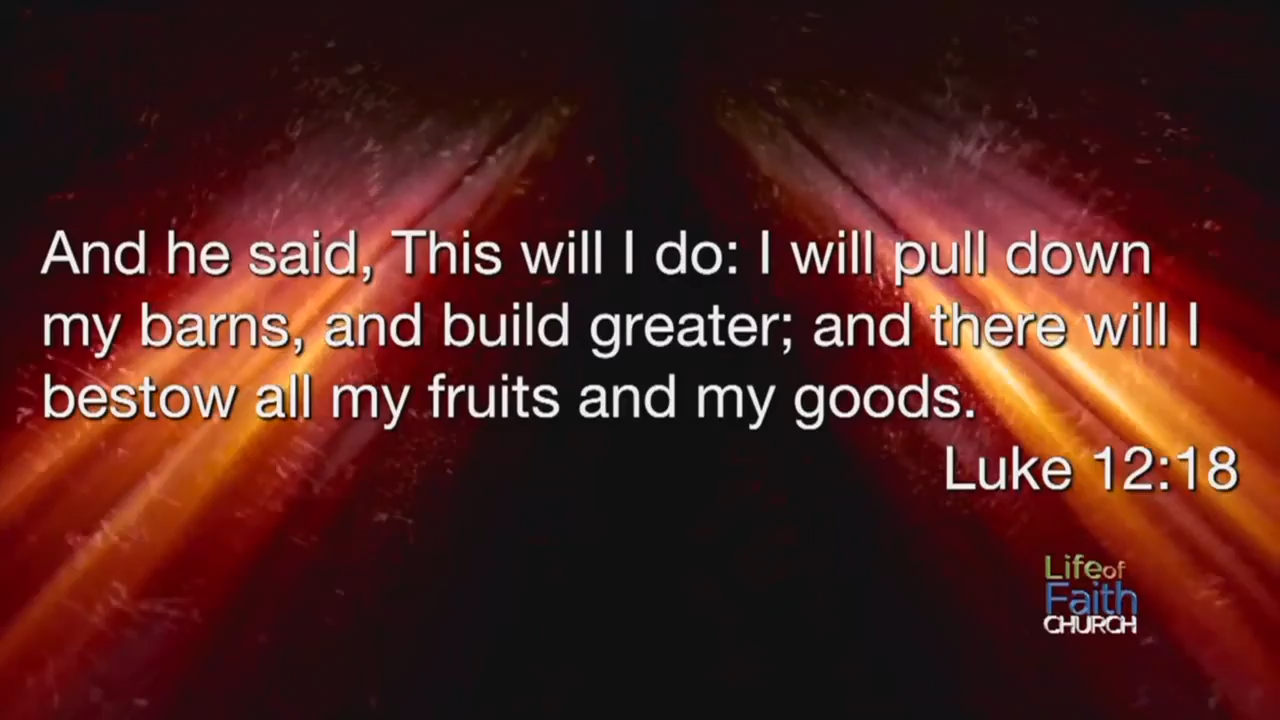 And he said, This will I do: I will pull down
my barns, and build greater; and there will I
bestow all my fruits and my goods.
Luke 12:18
Life of
Faith
CHURCH